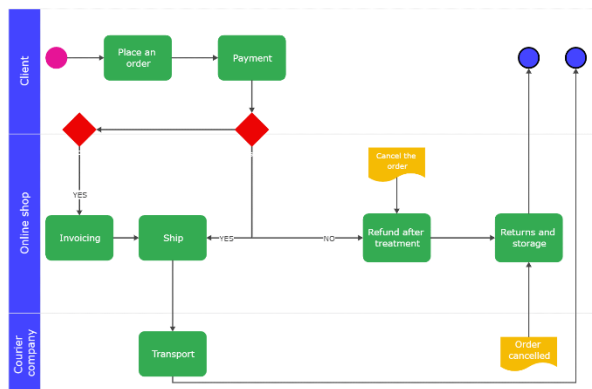 Client
Place an
order
Payment
Online shop
YES
Cancel the
order
Invoicing
Ship
YES
NO
Refund after
treatment
Returns and
storage
Courier
company
Transport
Order
cancelled